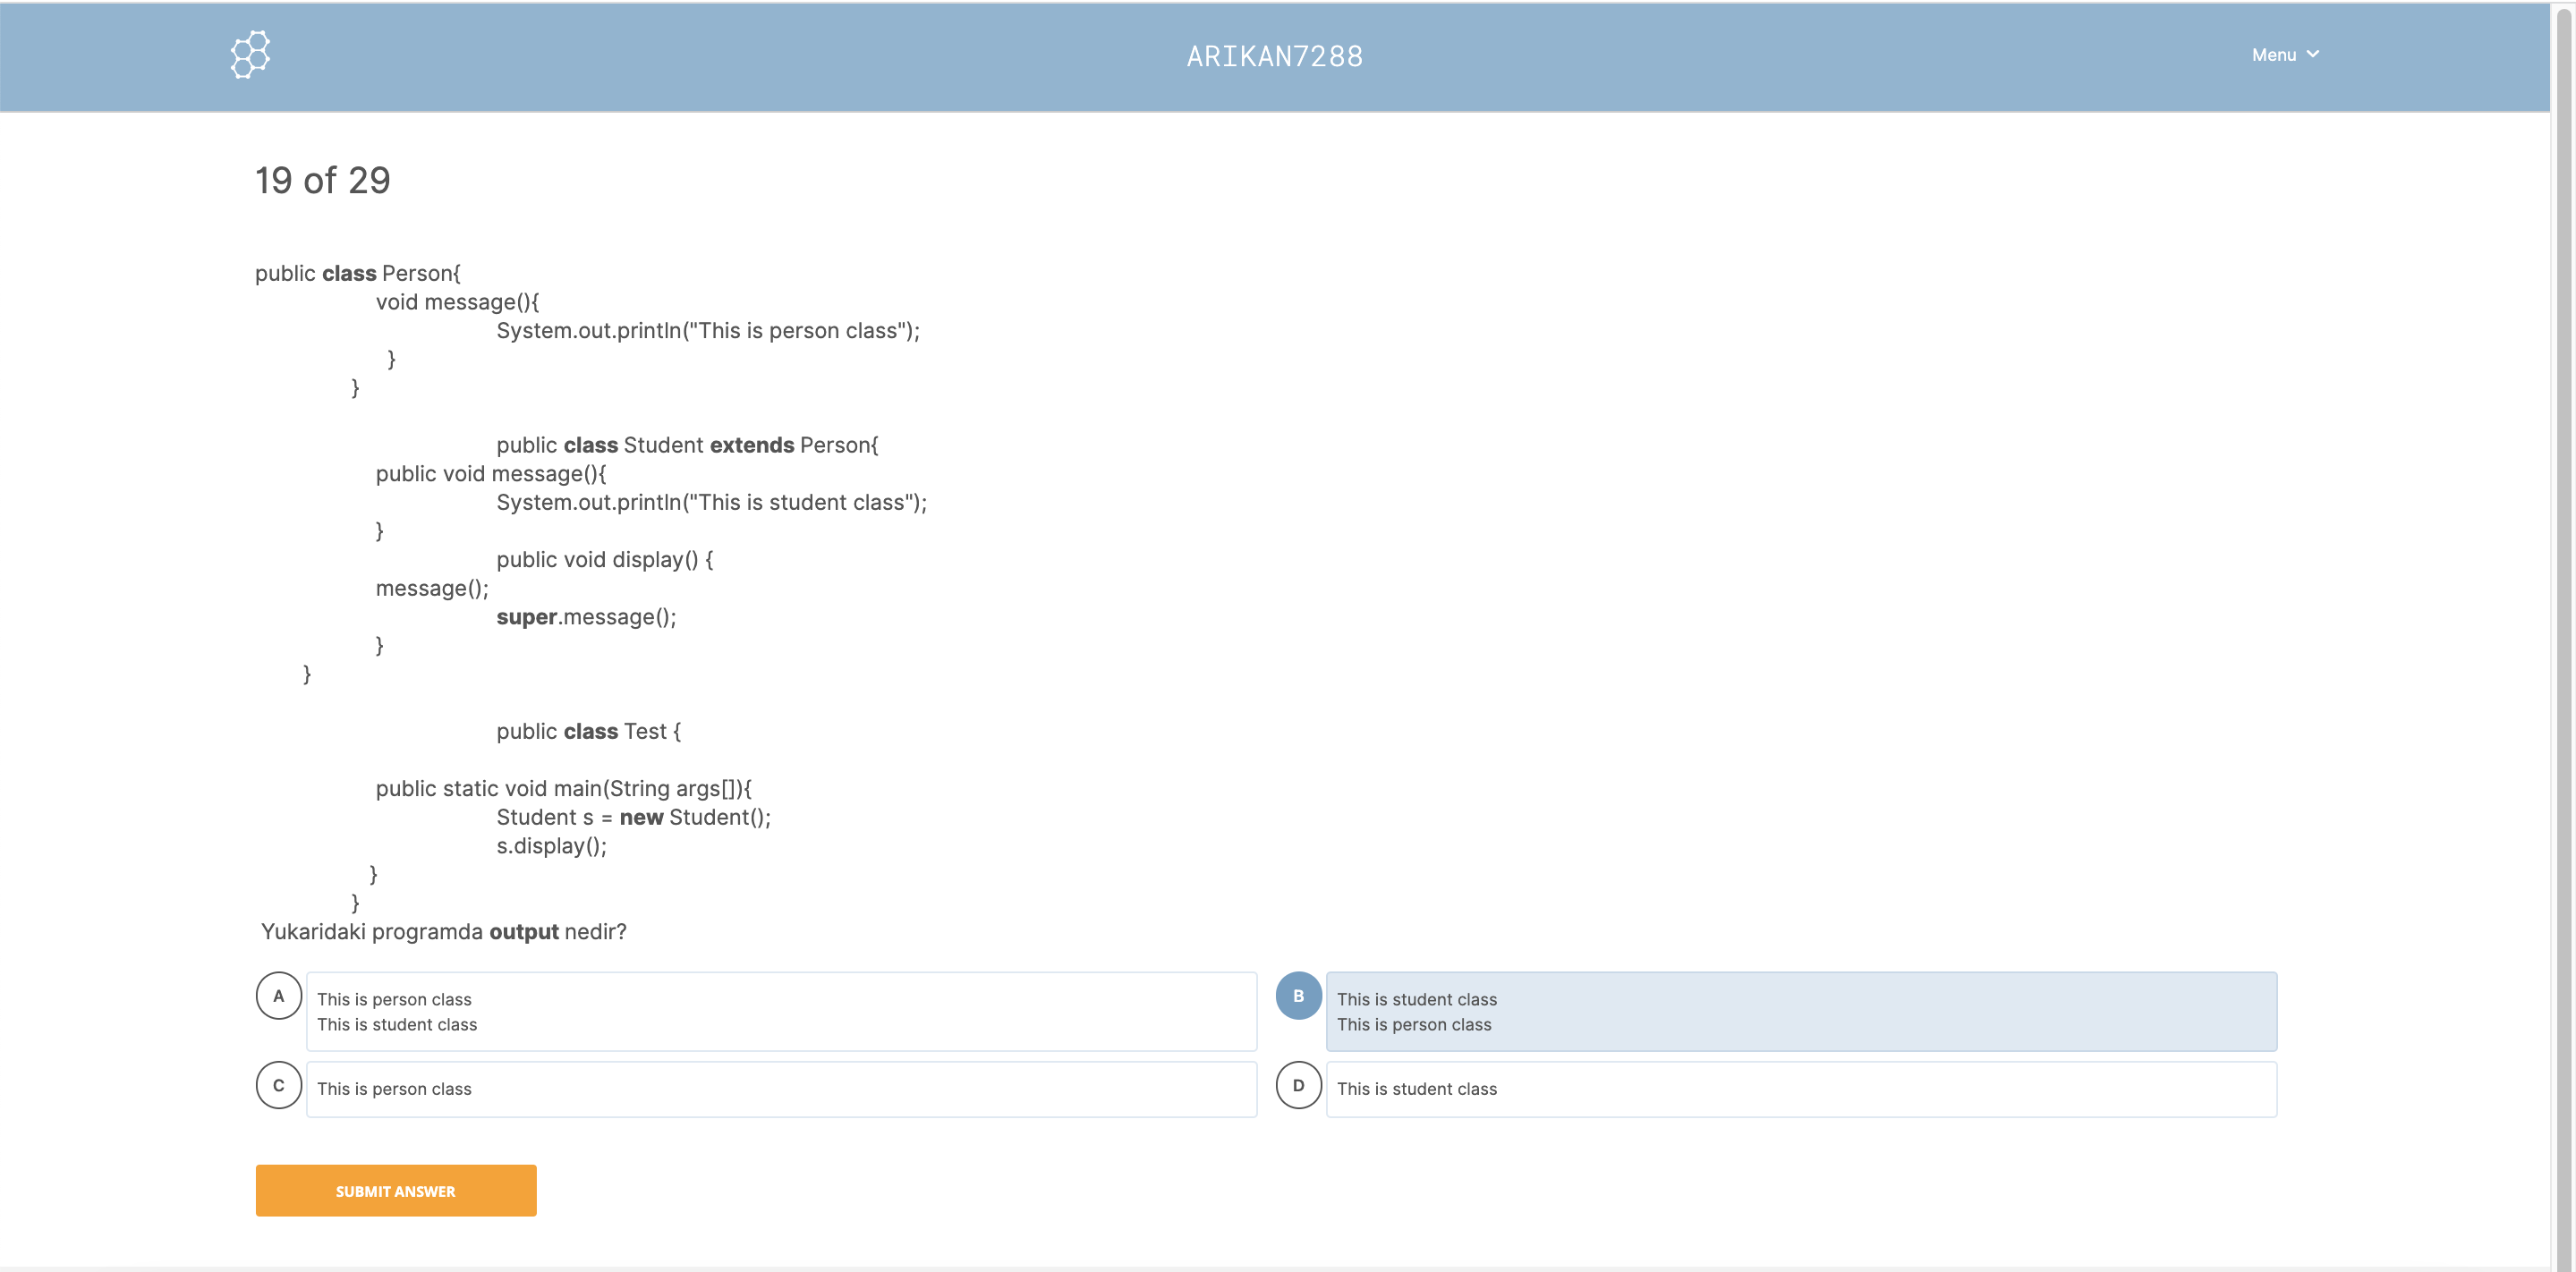 ARIKAN7288
Menu
19 of 29
public class Person{
void message(){
System.out.println("This is person class");
}
}
public class Student extends Person{
public void message(){
System.out.println("This is student class");
}
public void display() {
message();
super.message();
}
}
public class Test {
public static void main(String args[]){
Student s = new Student();
s.display();
}
}
Yukaridaki programda output nedir?
A
This is person class
This is student class
B
This is student class
This is person class
C
This is person class
D
This is student class
SUBMIT ANSWER